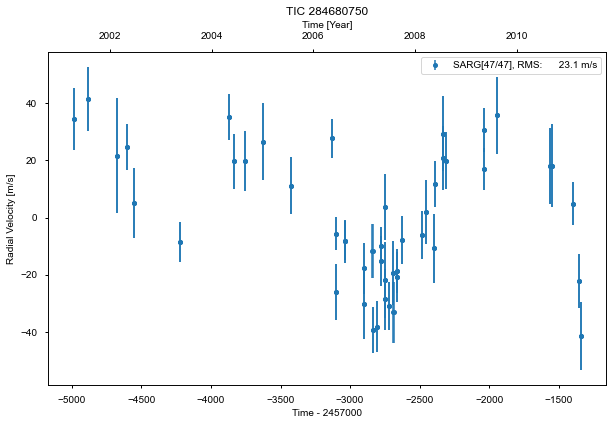 TIC 284680750
Time [Year]
2002 2004 2006 2007 2008 2010
SARG[47/47], RMS: 23.1 m/s
Radial Velocity [m/s]
40
20
0
−20
−40
−5000 −4500 −4000 −3500 −3000 −2500 −2000 −1500
Time - 2457000